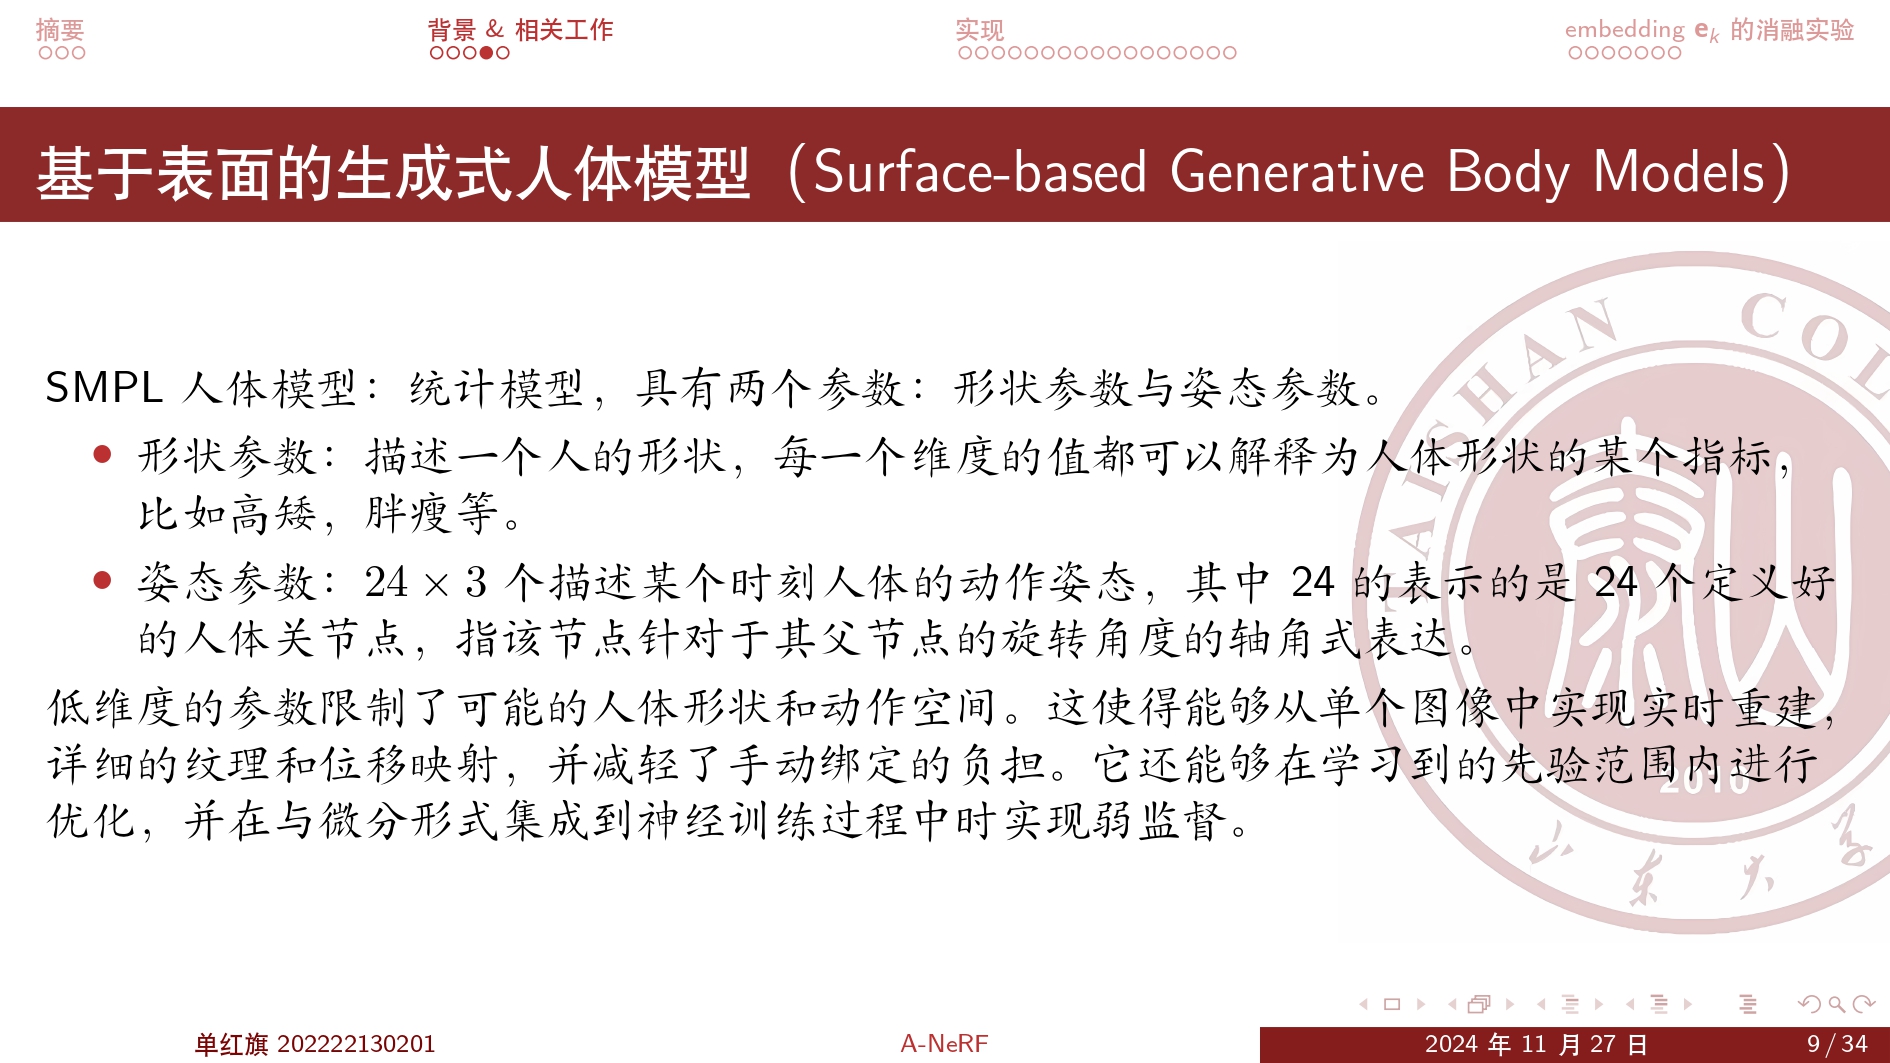 摘要
背景 & 相关工作
实现
embedding e_k 的消融实验
基于表面的生成式人体模型（Surface-based Generative Body Models）
SMPL 人体模型：统计模型，具有两个参数：形状参数与姿态参数。
形状参数：描述一个人的形状，每一个维度的值都可以解释为人体形状的某个指标，
比如高矮，胖瘦等。
姿态参数：24 × 3 个描述某个时刻人体的动作姿态，其中 24 的表示的是 24 个定义好
的人体关节点，指该节点针对于其父节点的旋转角度的轴角式表达。
低维度的参数限制了可能的人体形状和动作空间。这使得能够从单个图像中实现实时重建，
详细的纹理和位移映射，并减轻了手动绑定的负担。它还能够在学习到的先验范围内进行
优化，并在与微分形式集成到神经训练过程中时实现弱监督。
TAISHAN COL
2010
山东大学
单红旗 202222130201
A-NeRF
2024 年 11 月 27 日
9 / 34